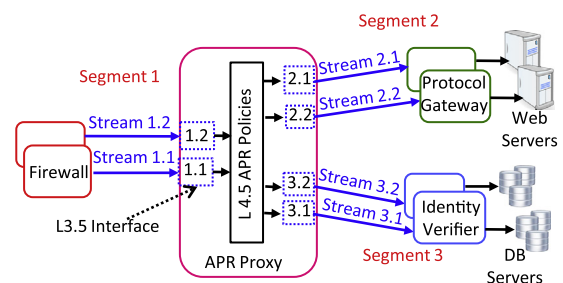 Segment 2
Segment 1
Stream 2.1
2.1
Protocol
Gateway
Stream 2.2
2.2
Web
Servers
Stream 1.2
1.2
L 4.5 APR Policies
Stream 1.1
1.1
Firewall
3.2
Stream 3.2
3.1
Stream 3.1
Identity
Verifier
L3.5 Interface
APR Proxy
Segment 3
DB
Servers